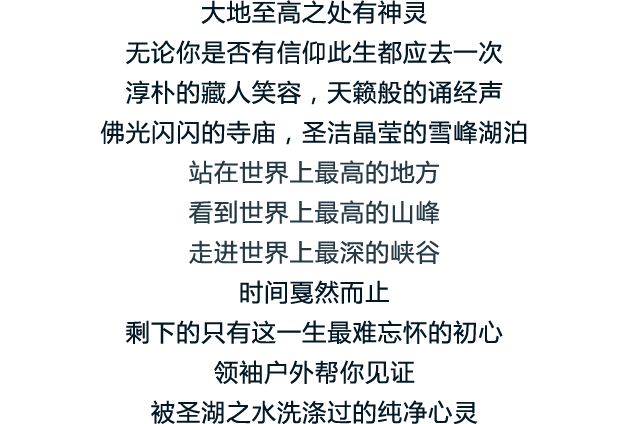 大地至高之处有神灵
无论你是否有信仰此生都应去一次
淳朴的藏人笑容，天籁般的诵经声
佛光闪闪的寺庙，圣洁晶莹的雪峰湖泊
站在世界上最高的地方
看到世界上最高的山峰
走进世界上最深的峡谷
时间戛然而止
剩下的只有这一生最难忘怀的初心
领袖户外帮你见证
被圣湖之水洗涤过的纯净心灵